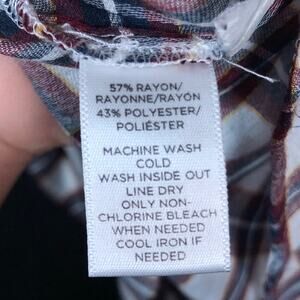 57% RAYON/
RAYONNE/RAYÓN
43% POLYESTER/
POLIÉSTER
MACHINE WASH
COLD
WASH INSIDE OUT
LINE DRY
ONLY NON-
CHLORINE BLEACH
WHEN NEEDED
COOL IRON IF
NEEDED